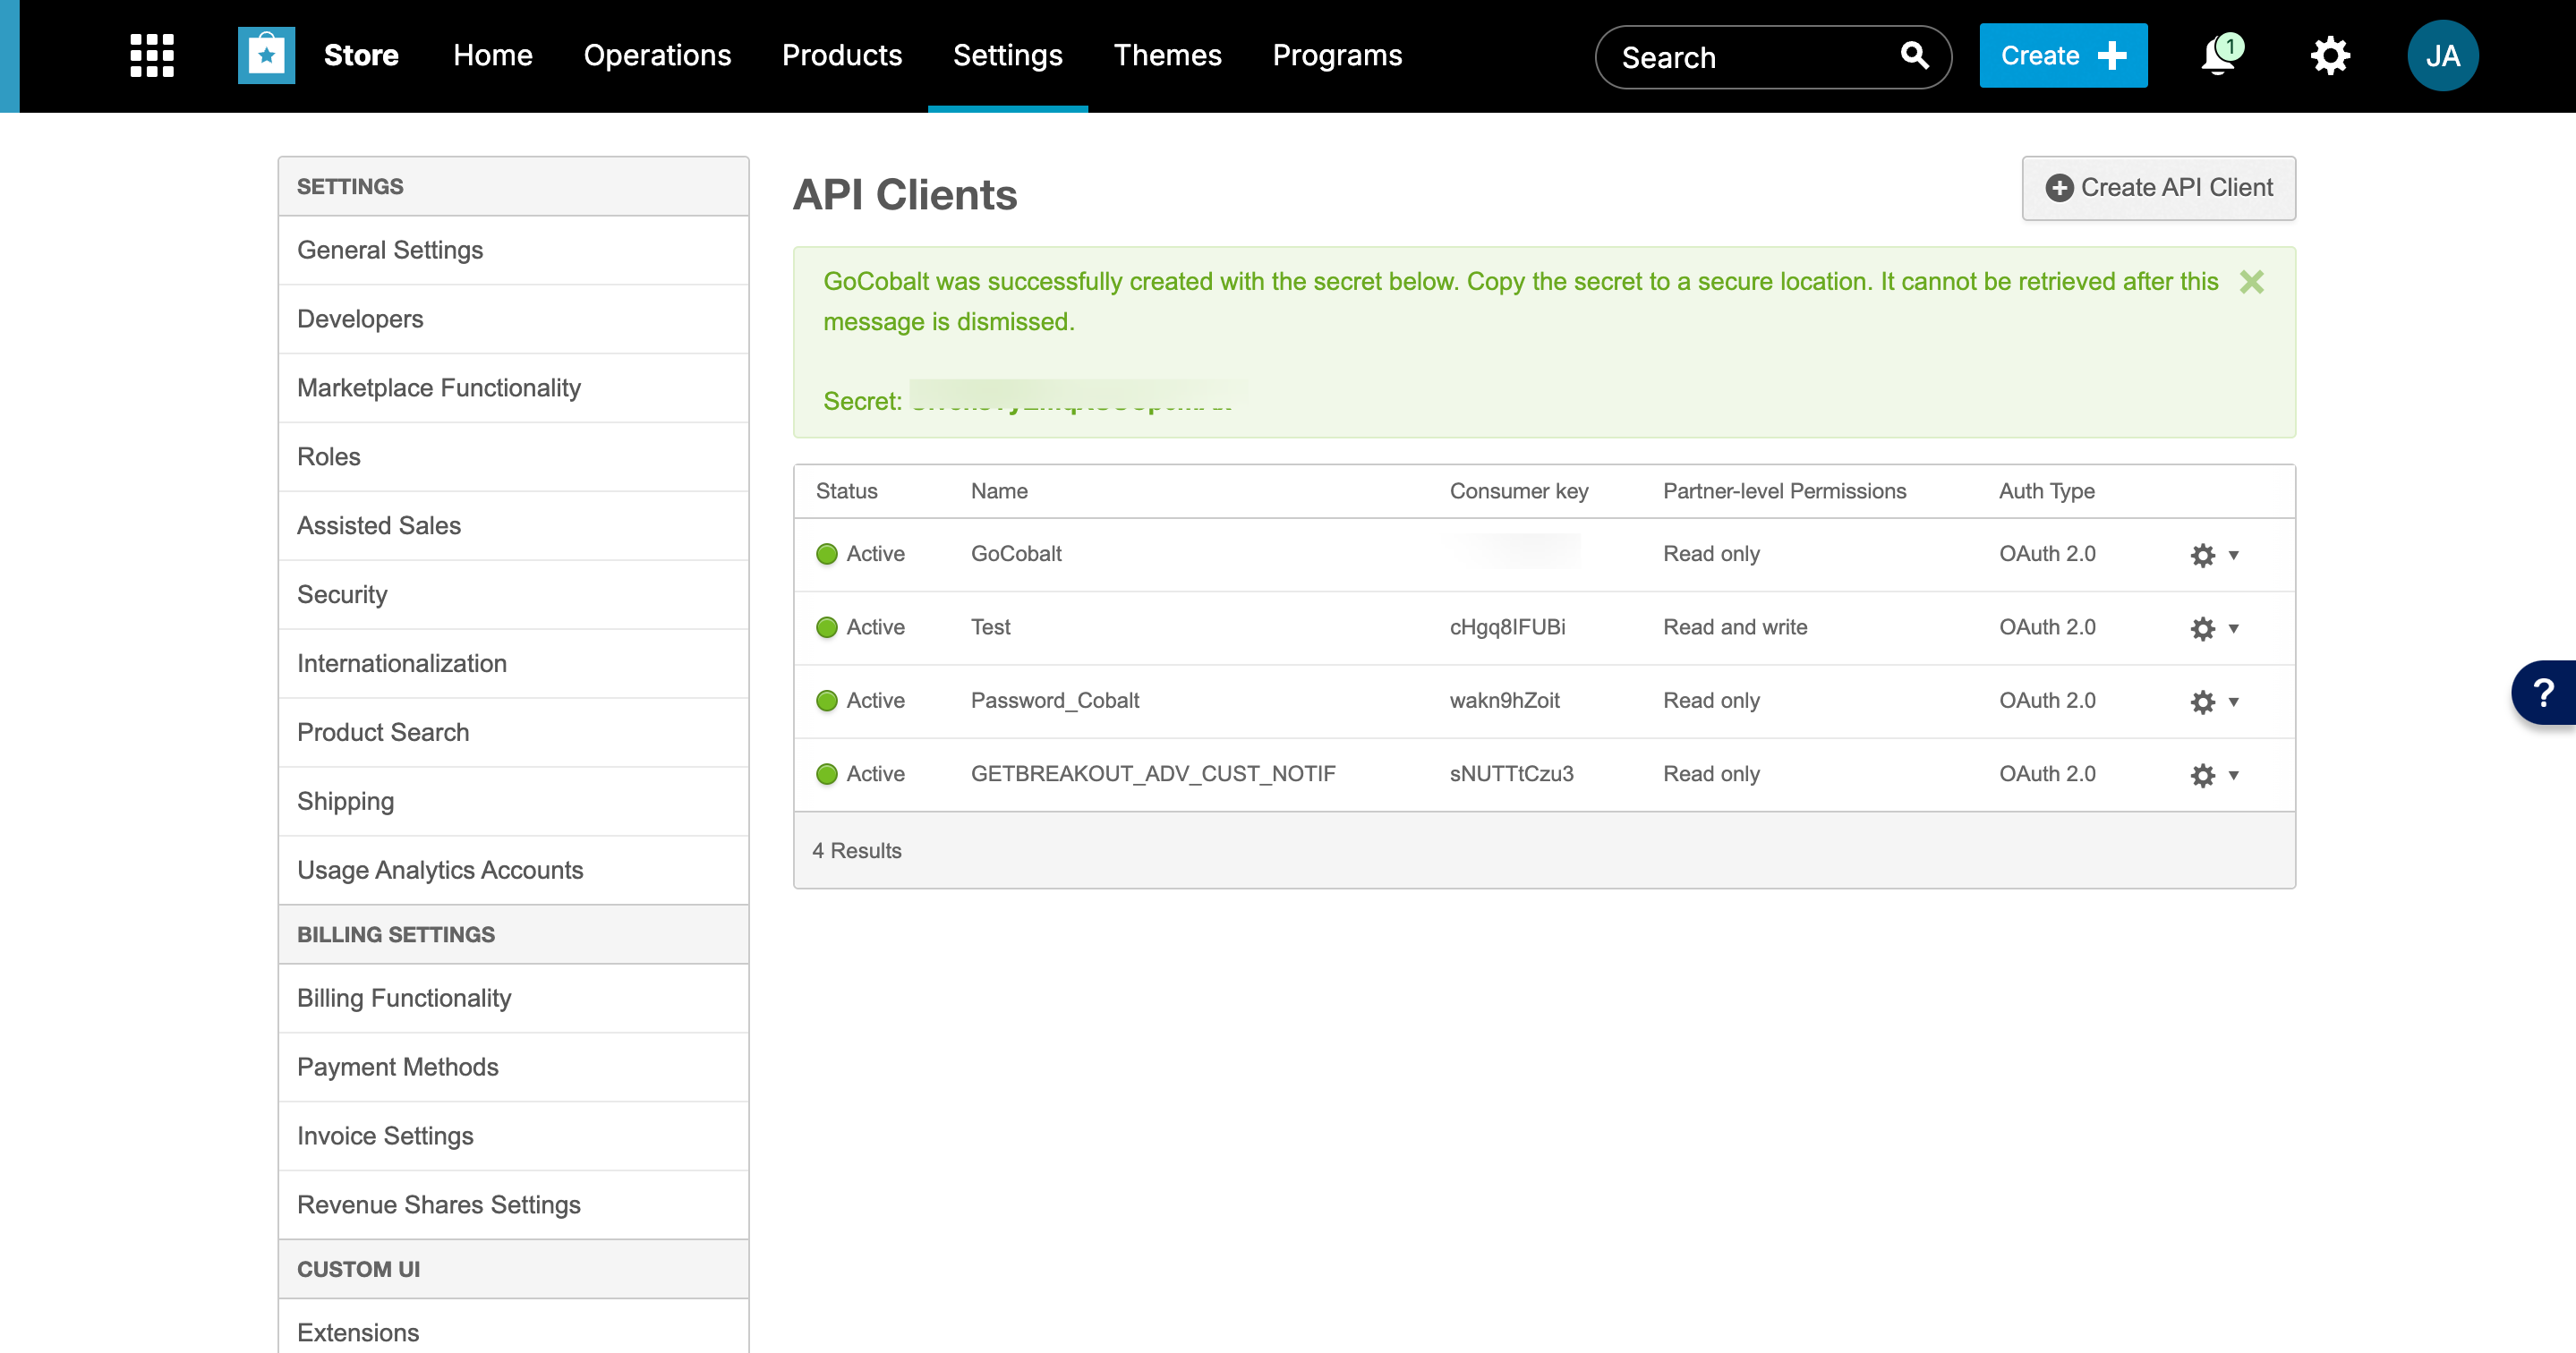 Store Home Operations Products Settings Themes Programs Search Create 1 JA
SETTINGS
General Settings
Developers
Marketplace Functionality
Roles
Assisted Sales
Security
Internationalization
Product Search
Shipping
Usage Analytics Accounts
BILLING SETTINGS
Billing Functionality
Payment Methods
Invoice Settings
Revenue Shares Settings
CUSTOM UI
Extensions
API Clients
Create API Client
GoCobalt was successfully created with the secret below. Copy the secret to a secure location. It cannot be retrieved after this
message is dismissed.
Secret:
Status Name Consumer key Partner-level Permissions Auth Type
Active GoCobalt Read only OAuth 2.0
Active Test cHgq8IFUBi Read and write OAuth 2.0
Active Password_Cobalt wakn9hZoit Read only OAuth 2.0
Active GETBREAKOUT_ADV_CUST_NOTIF sNUTTtCzu3 Read only OAuth 2.0
4 Results
?